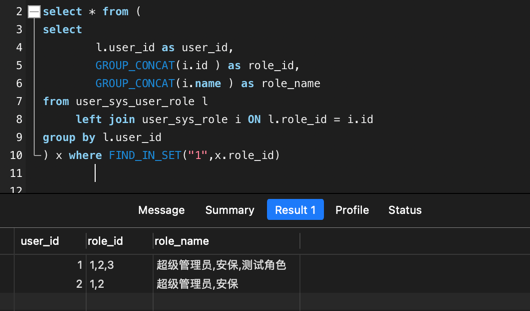 2 select * from (
3 select
4 l.user_id as user_id,
5 GROUP_CONCAT(i.id ) as role_id,
6 GROUP_CONCAT(i.name ) as role_name
7 from user_sys_user_role l
8 left join user_sys_role i ON l.role_id = i.id
9 group by l.user_id
10 ) x where FIND_IN_SET("1",x.role_id)
11
12
Message Summary Result 1 Profile Status
user_id role_id role_name
1 1,2,3 超级管理员,安保,测试角色
2 1,2 超级管理员,安保